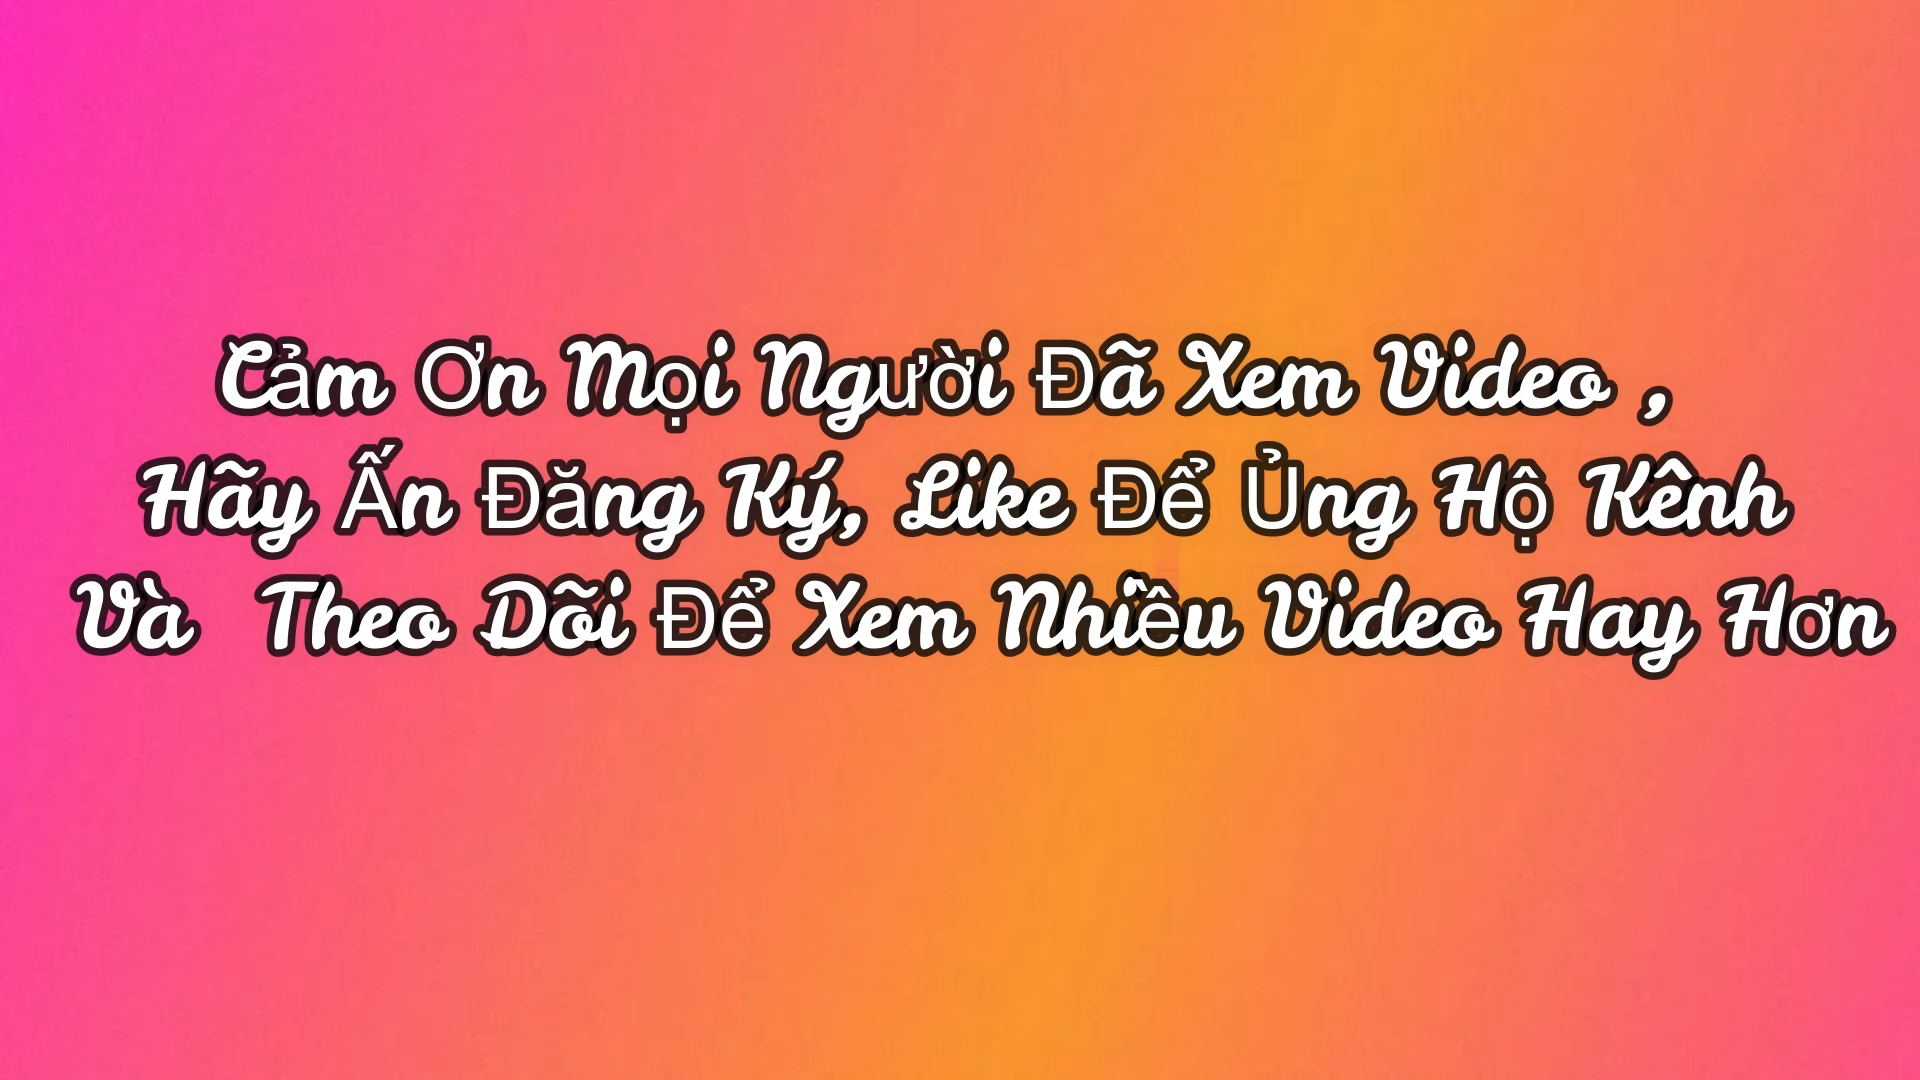 Cảm Ơn Mọi Người Đã Xem Video ,
Hãy Ấn Đăng Ký, Like Để Ủng Hộ Kênh
Và  Theo Dõi Để Xem Nhiều Video Hay Hơn